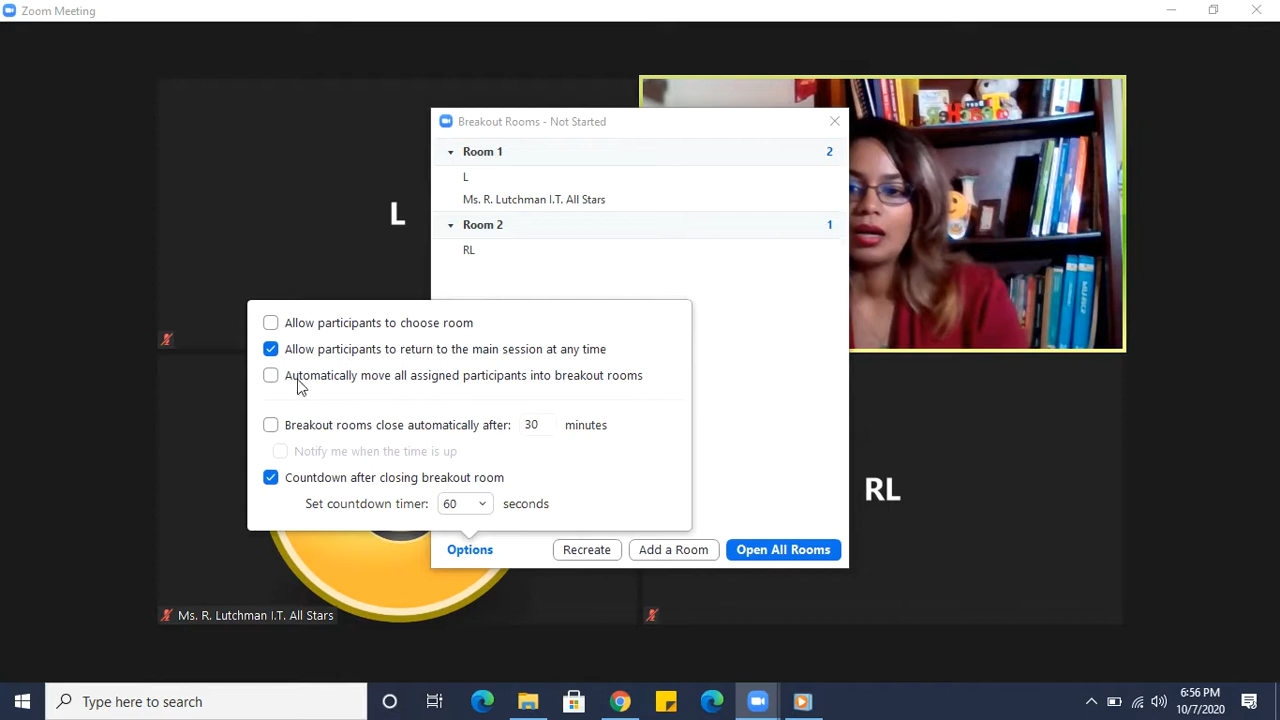 Zoom Meeting
L
Breakout Rooms - Not Started
Room 1 2
L
Ms. R. Lutchman I.T. All Stars
Room 2 1
RL
Allow participants to choose room
Allow participants to return to the main session at any time
Automatically move all assigned participants into breakout rooms
Breakout rooms close automatically after: 30 minutes
Notify me when the time is up
Countdown after closing breakout room
Set countdown timer: 60 seconds
Options Recreate Add a Room Open All Rooms
RL
Ms. R. Lutchman I.T. All Stars
Type here to search
6:56 PM
10/7/2020